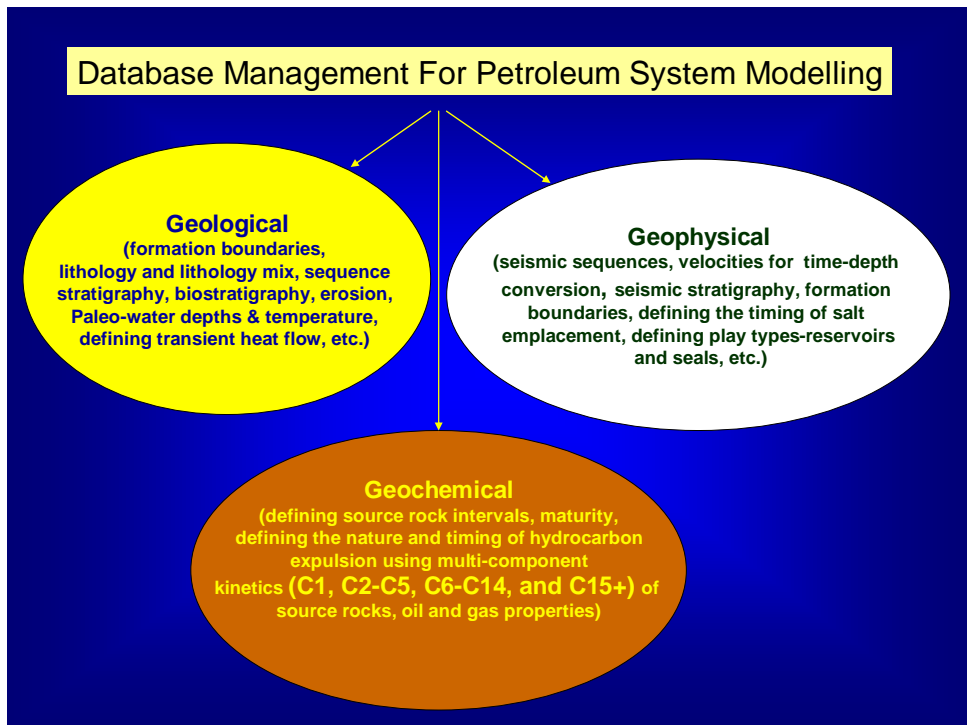 Database Management For Petroleum System Modelling
Geological
(formation boundaries,
lithology and lithology mix, sequence
stratigraphy, biostratigraphy, erosion,
Paleo-water depths & temperature,
defining transient heat flow, etc.)
Geophysical
(seismic sequences, velocities for time-depth
conversion, seismic stratigraphy, formation
boundaries, defining the timing of salt
emplacement, defining play types-reservoirs
and seals, etc.)
Geochemical
(defining source rock intervals, maturity,
defining the nature and timing of hydrocarbon
expulsion using multi-component
kinetics (C1, C2-C5, C6-C14, and C15+) of
source rocks, oil and gas properties)